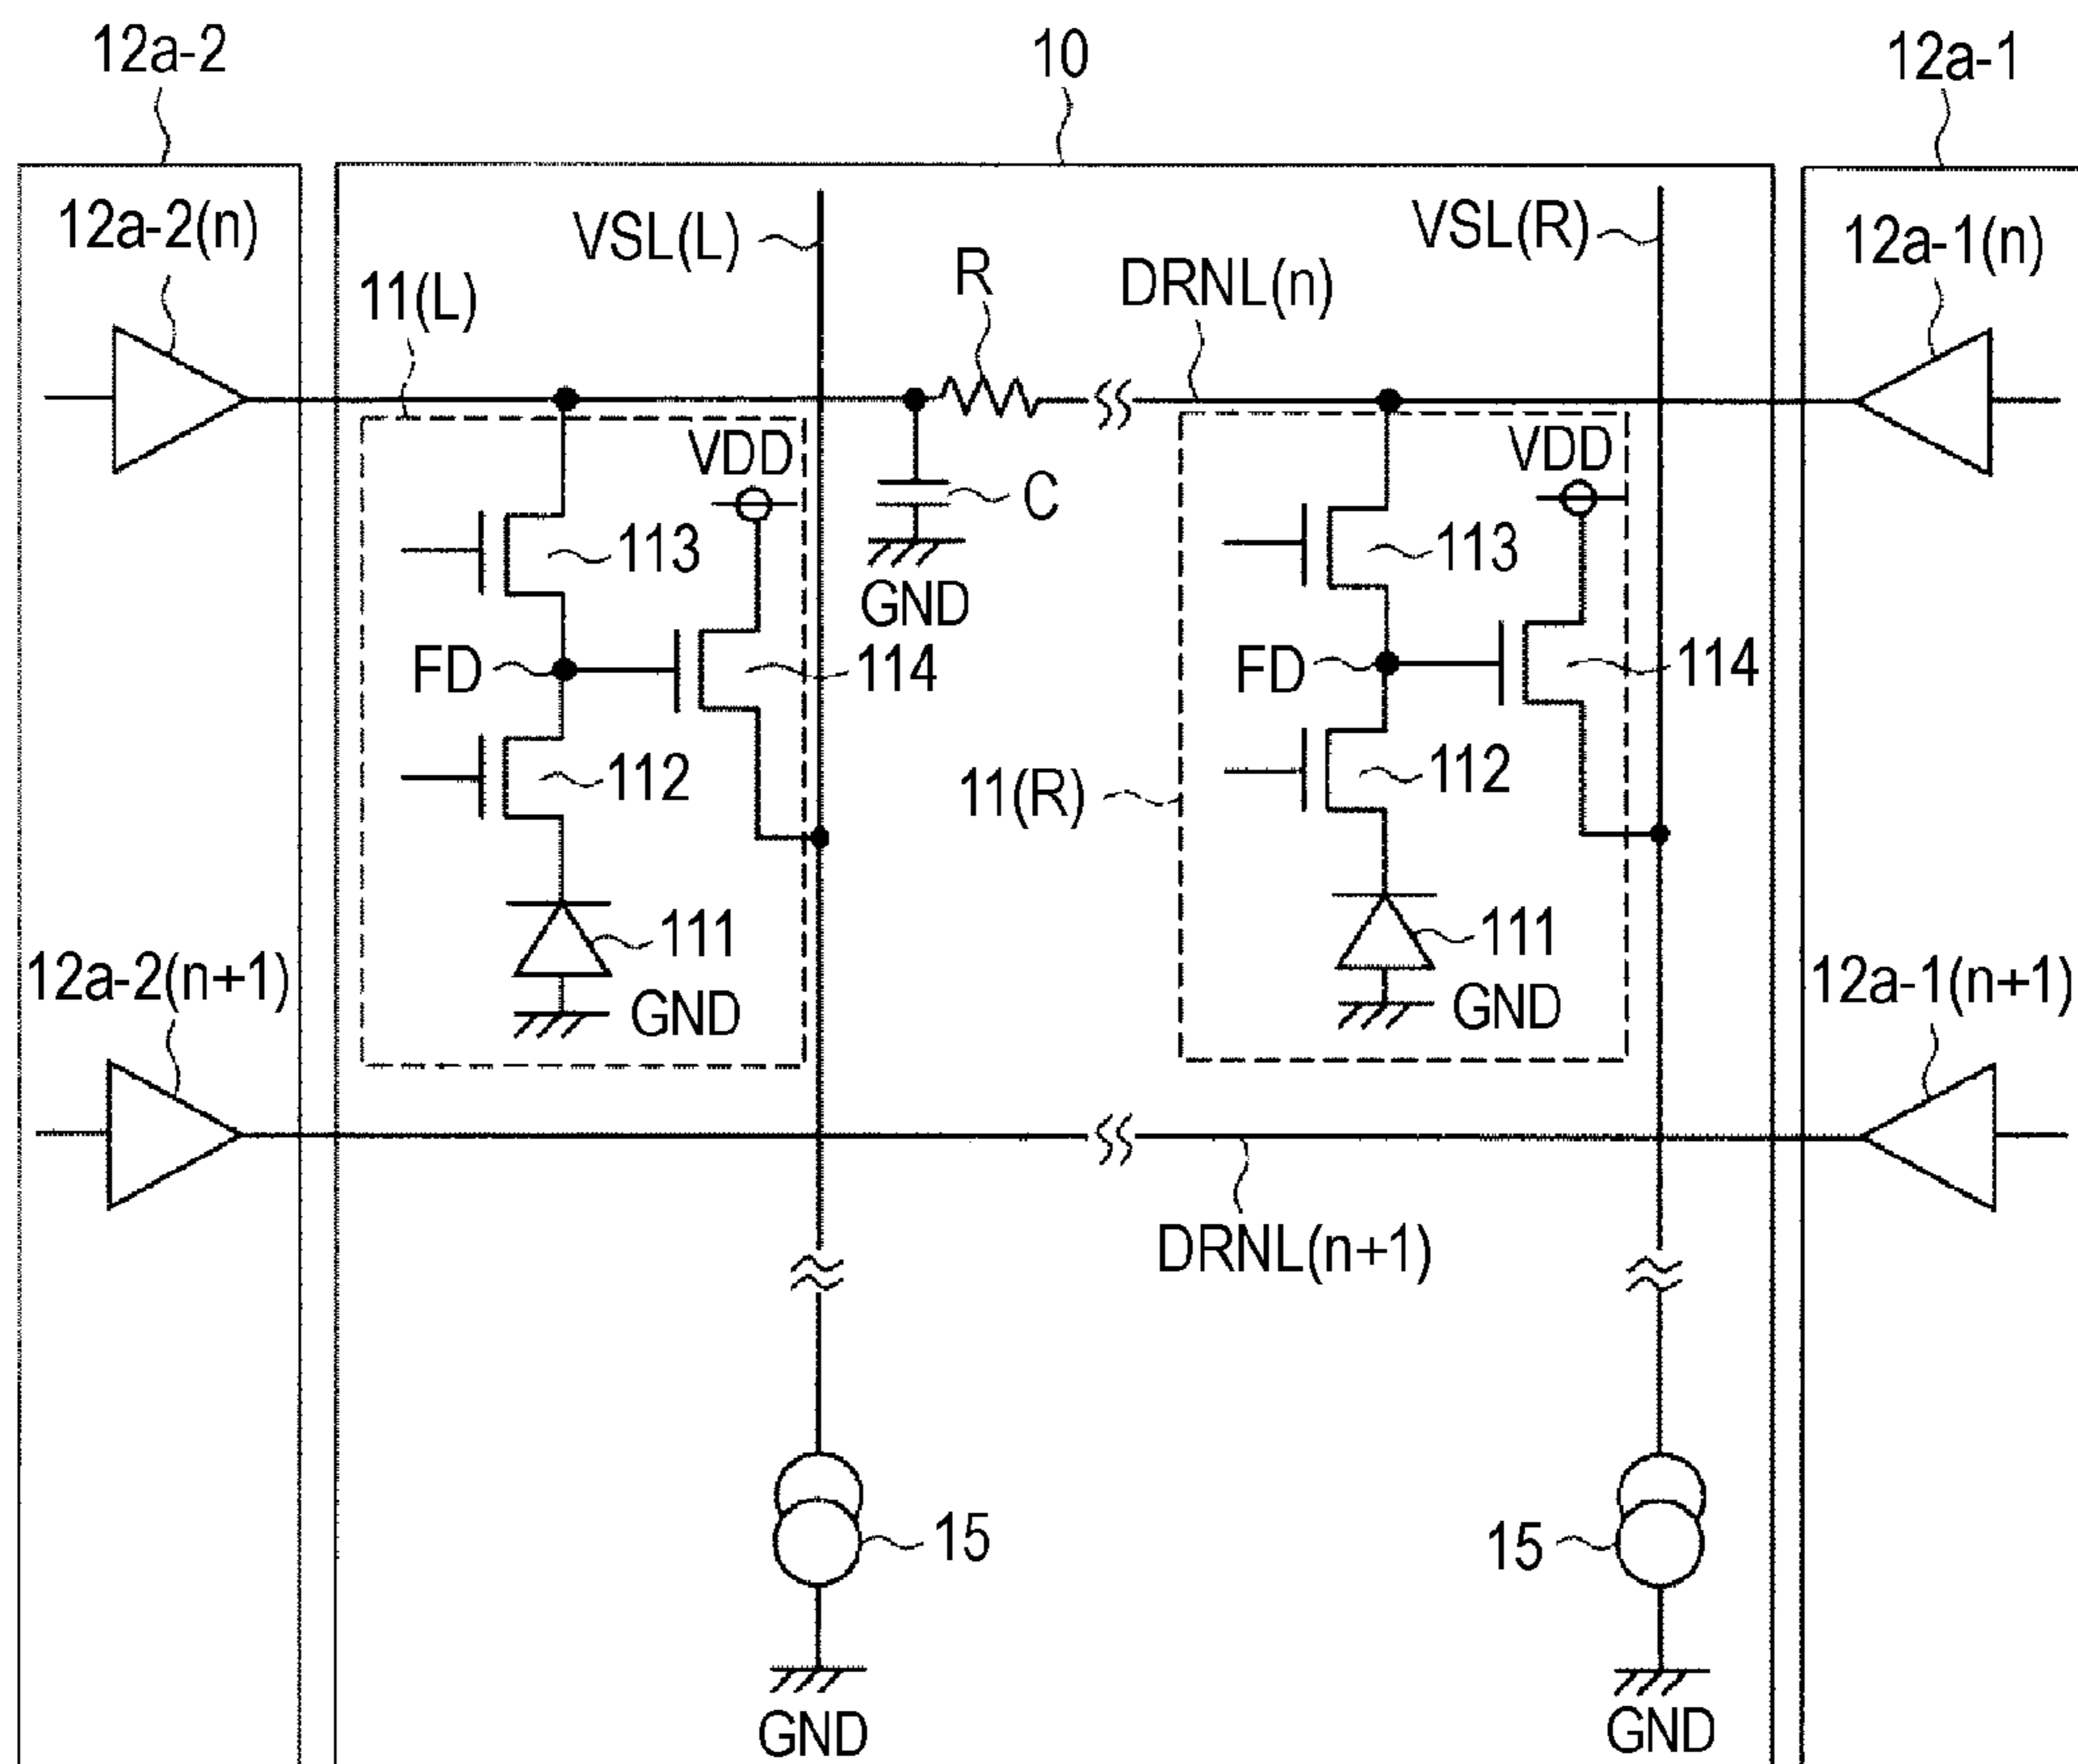 12a-2
10
12a-1
12a-2(n)
VSL(L)
VSL(R)
12a-1(n)
11(L)
R
DRNL(n)
VDD
C
VDD
113
GND
113
FD
114
FD
114
112
11(R)
112
111
111
12a-2(n+1)
GND
GND
12a-1(n+1)
DRNL(n+1)
15
15
GND
GND